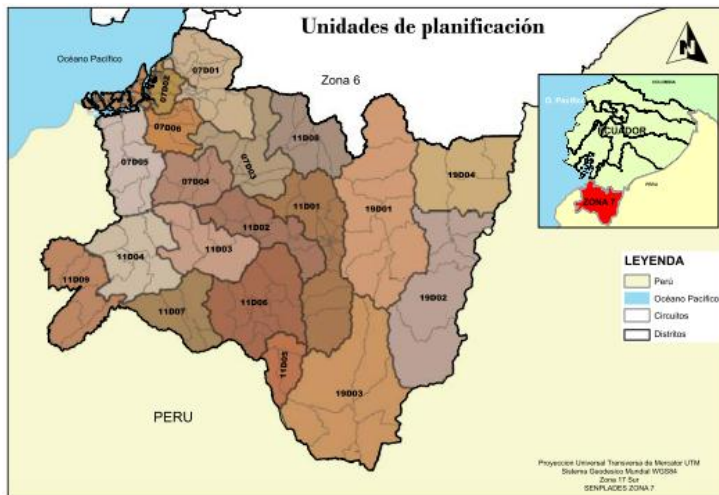 Unidades de planificación
Océano Pacífico
Zona 6
N
07D01
07D02
07D06
11D08
07D05
07D03
07D04
19D04
11D01
19D01
11D02
11D03
11D04
11D09
19D02
11D06
11D07
11D05
19D03
PERU
COLOMBIA
O. Pacífico
ECUADOR
PERU
ZONA 7
LEYENDA
Perú
Océano Pacífico
Circuitos
Distritos
Proyeccion Universal Transversa de Mercator UTM
Sistema Geodesico Mundial WGS84
Zona 17 Sur
SENPLADES ZONA 7